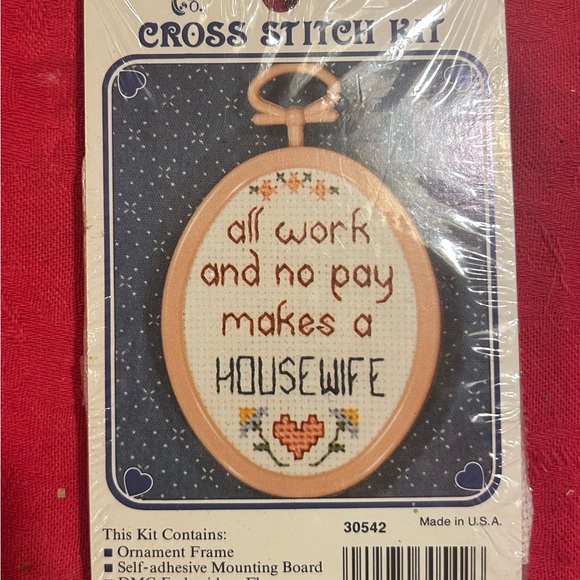 Co.
CROSS STITCH KIT
all work
and no pay
makes a
HOUSEWIFE
This Kit Contains:
■ Ornament Frame
■ Self-adhesive Mounting Board
30542
Made in U.S.A.